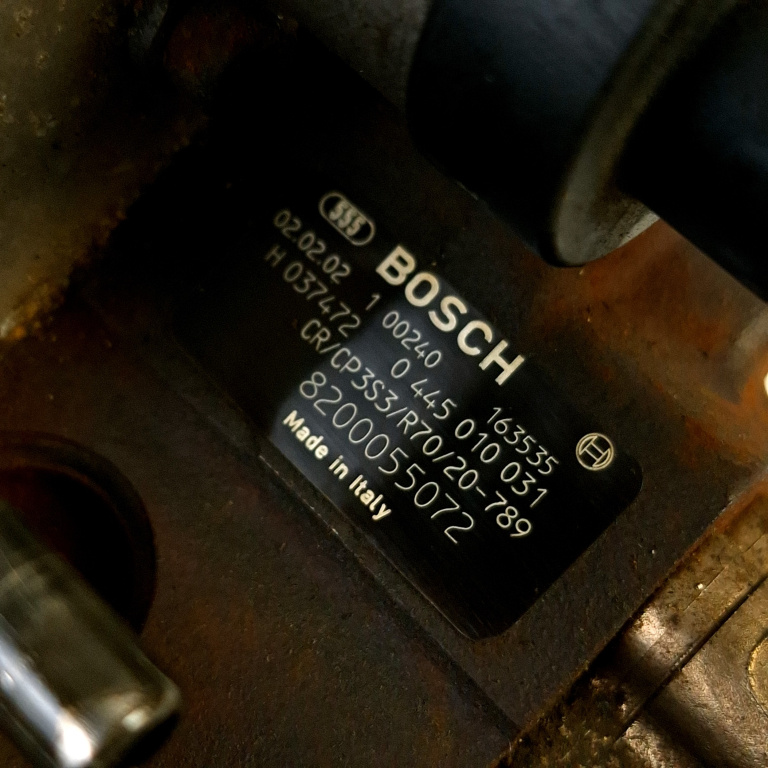 555 BOSCH
02.02.02 1 00240 163535
H 037472 0 445 010 031
CR/CP3S3/R70/20-789
8200055072
Made in Italy